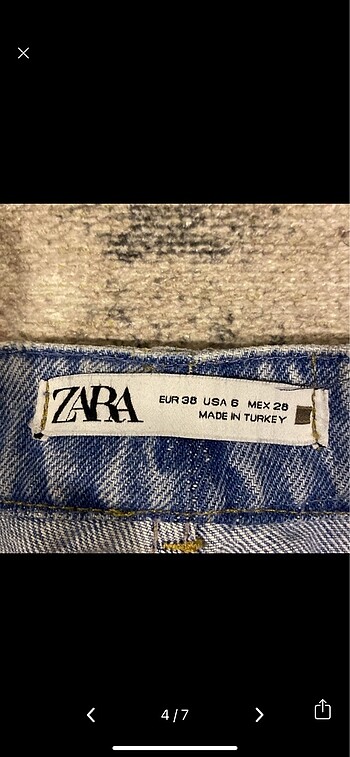 ZARA
EUR 38 USA 6 MEX 28
MADE IN TURKEY
4/7